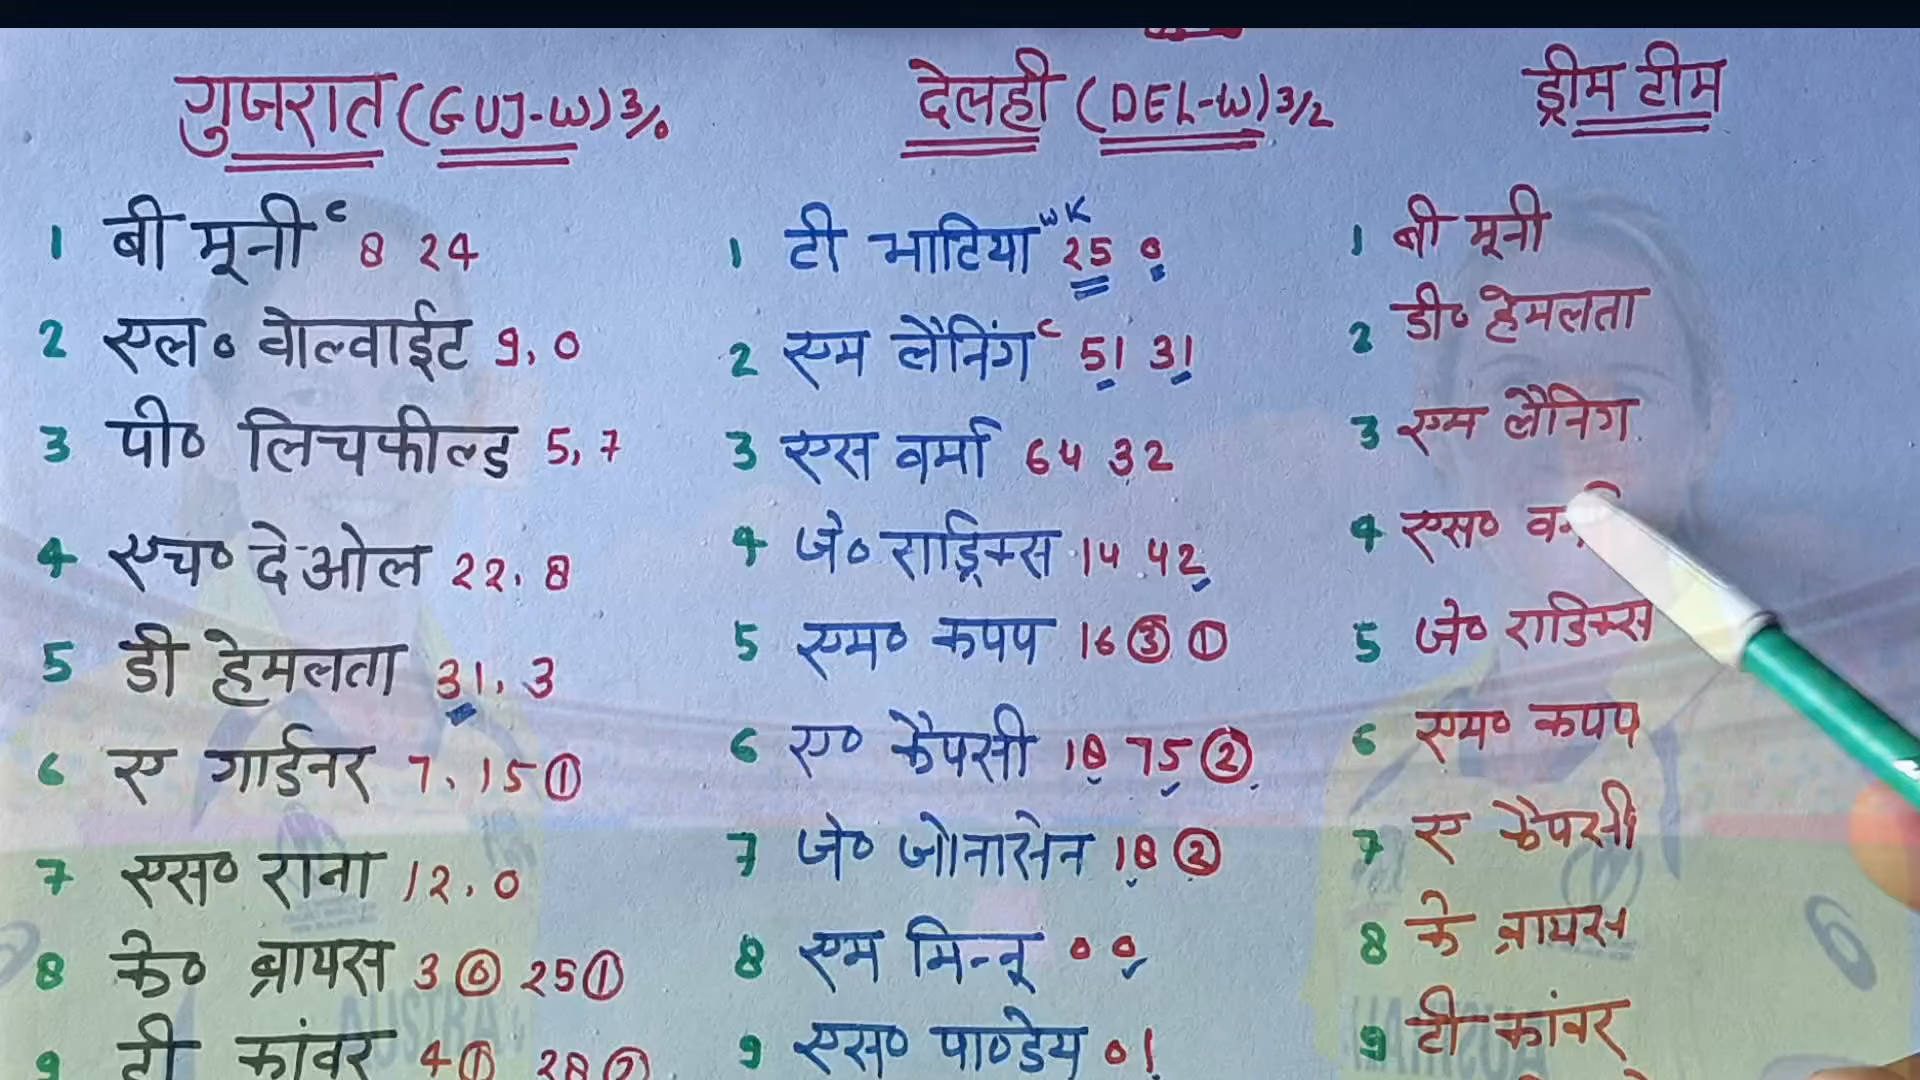 गुजरात (GUJ-W) 3/0
1 बी मूनी c 8 24
2 एल० वोल्वाईट 9, 0
3 पी० लिचफील्ड 5, 7
4 एच० देओल 22, 8
5 डी हेमलता 31, 3
6 ए गार्डनर 7, 15 ①
7 एस० राना 12, 0
8 के० ब्रायस 3 ⓪ 25 ①
9 टी कांवर 4 ① 28 ②
देलही (DEL-W) 3/2
1 टी भाटिया WK 25 0
2 एम लैनिंग c 51 31
3 एस वर्मा 64 32
4 जे० राड्रिक्स 14 42
5 एम० कपप 16 ③ ①
6 ए० कैपसी 18 75 ②
7 जे० जोनासेन 18 ②
8 एम मिन्नू 0 0
9 एस० पाण्डेय 0 1
ड्रीम टीम
1 बी मूनी
2 डी० हेमलता
3 एम लैनिग
4 एस०
5 जे० राडिक्स
6 एम० कपप
7 ए कैपसी
8 के ब्रायस
9 टी कांवर